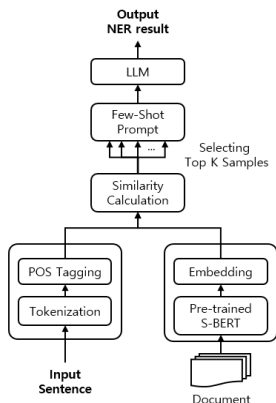 Output
NER result
LLM
Few-Shot
Prompt
...
Selecting
Top K Samples
Similarity
Calculation
POS Tagging
Embedding
Tokenization
Pre-trained
S-BERT
Input
Sentence
Document